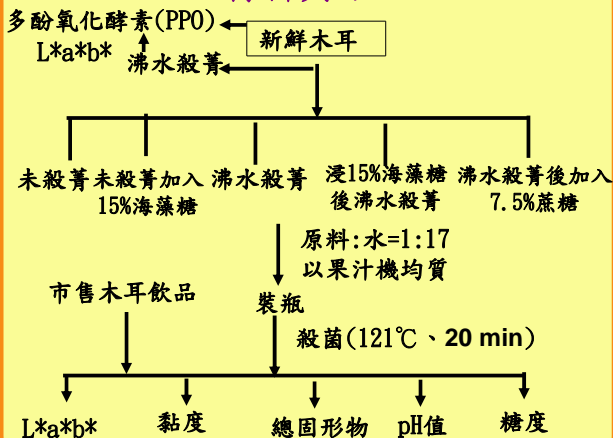 多酚氧化酵素(PPO)
新鮮木耳
L*a*b*
沸水殺菁
未殺菁
未殺菁加入
15%海藻糖
沸水殺菁
浸15%海藻糖
後沸水殺菁
沸水殺菁後加入
7.5%蔗糖
原料:水=1:17
以果汁機均質
市售木耳飲品
裝瓶
殺菌(121℃、20 min)
L*a*b*
黏度
總固形物
pH值
糖度